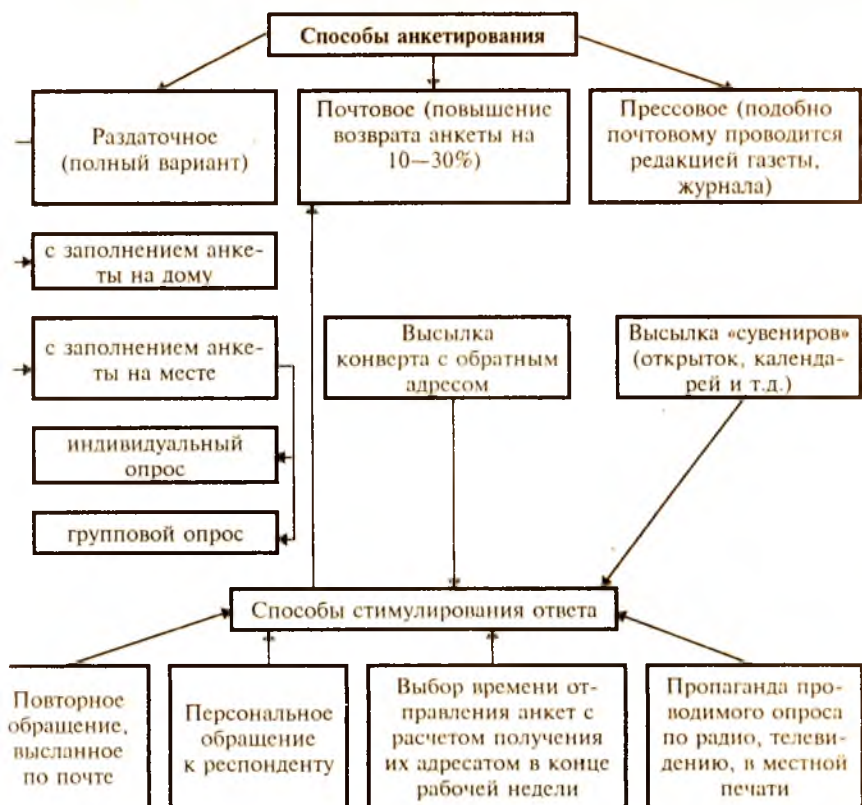 Способы анкетирования
Раздаточное
(полный вариант)
Почтовое (повышение
возврата анкеты на
10—30%)
Прессовое (подобно
почтовому проводится
редакцией газеты,
журнала)
с заполнением анке-
ты на дому
с заполнением анке-
ты на месте
индивидуальный
опрос
групповой опрос
Высылка
конверта с обратным
адресом
Высылка «сувениров»
(открыток, календа-
рей и т.д.)
Способы стимулирования ответа
Повторное
обращение,
высланное
по почте
Персональное
обращение
к респонденту
Выбор времени от-
правления анкет с
расчетом получения
их адресатом в конце
рабочей недели
Пропаганда про-
водимого опроса
по радио, телеви-
дению, в местной
печати